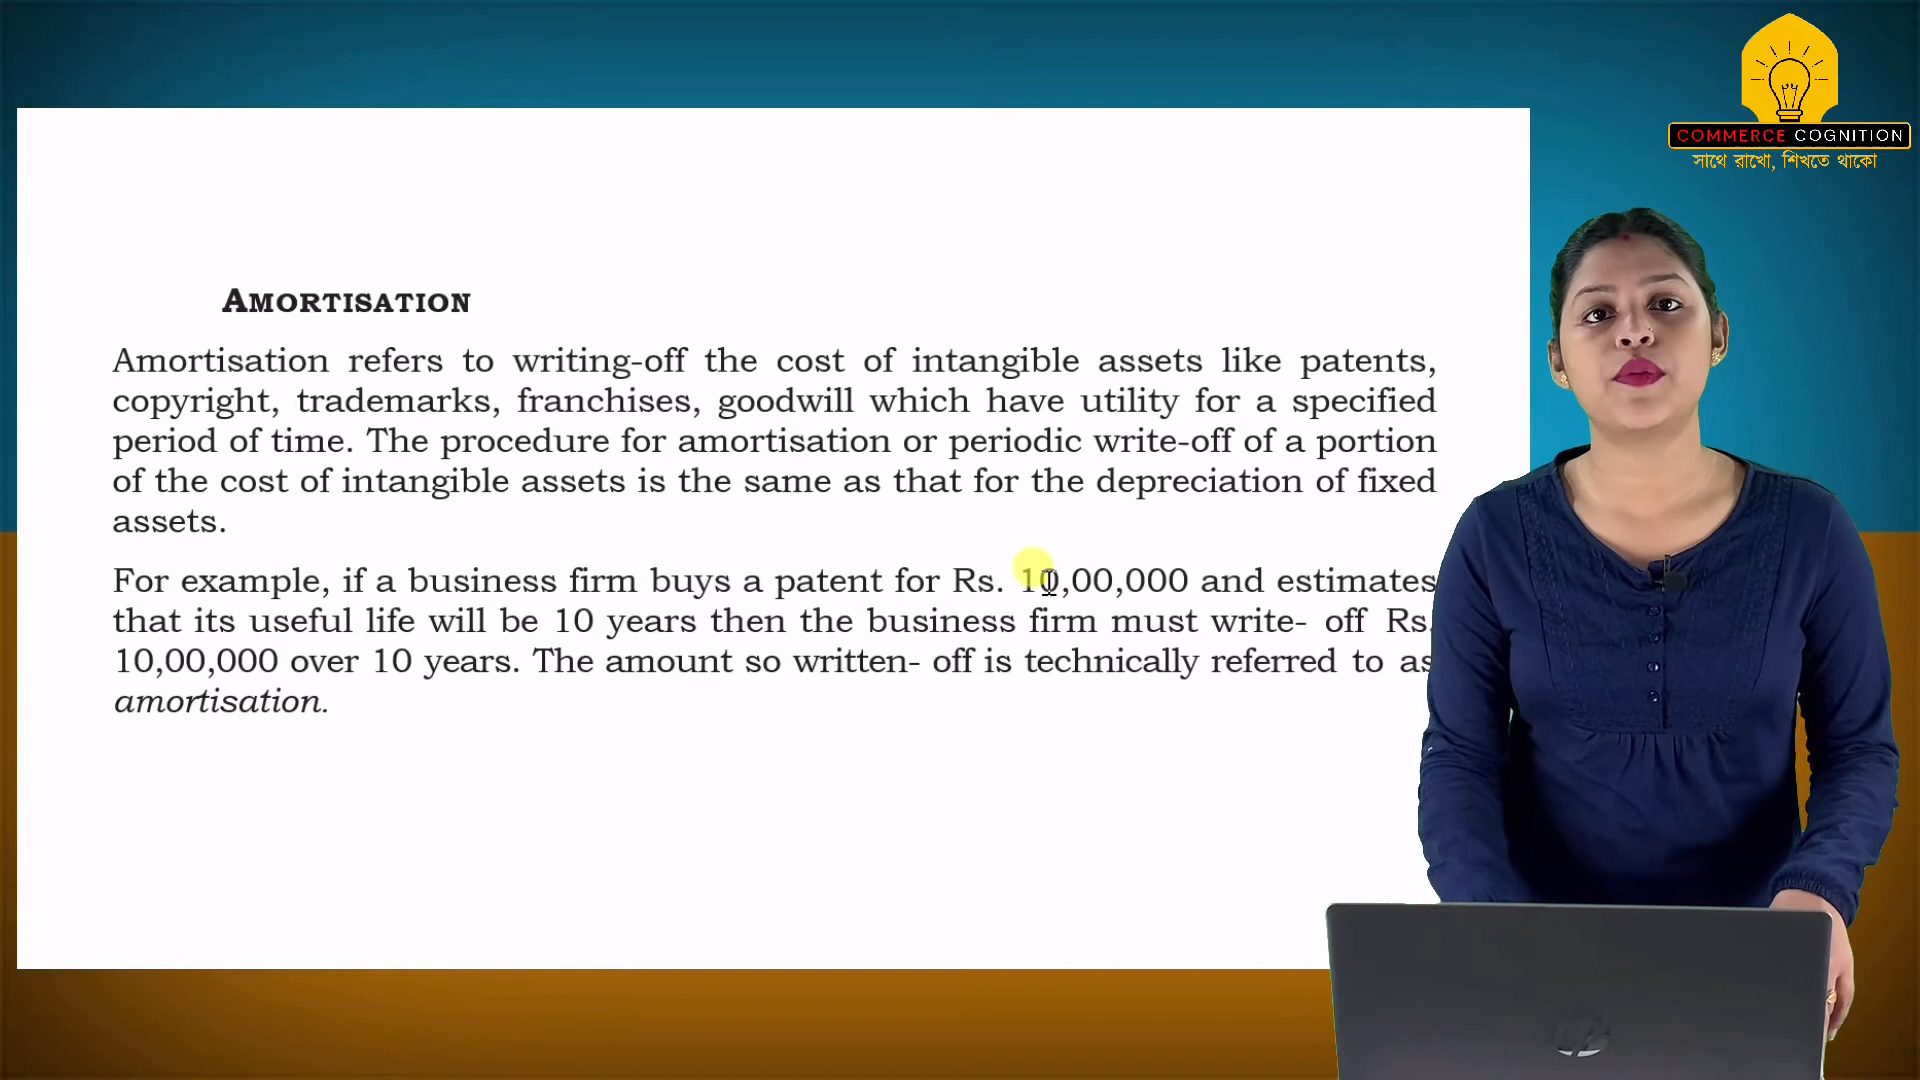 COMMERCE COGNITION
সাথে রাখো, শিখতে থাকো
AMORTISATION
Amortisation refers to writing-off the cost of intangible assets like patents,
copyright, trademarks, franchises, goodwill which have utility for a specified
period of time. The procedure for amortisation or periodic write-off of a portion
of the cost of intangible assets is the same as that for the depreciation of fixed
assets.
For example, if a business firm buys a patent for Rs. 10,00,000 and estimates
that its useful life will be 10 years then the business firm must write- off Rs.
10,00,000 over 10 years. The amount so written- off is technically referred to as
amortisation.
hp